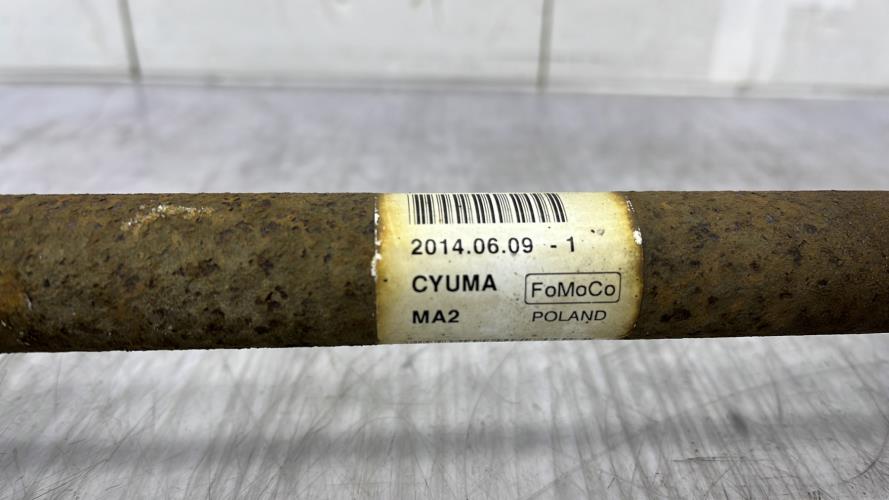 2014.06.09 - 1
CYUMA FoMoCo
MA2 POLAND